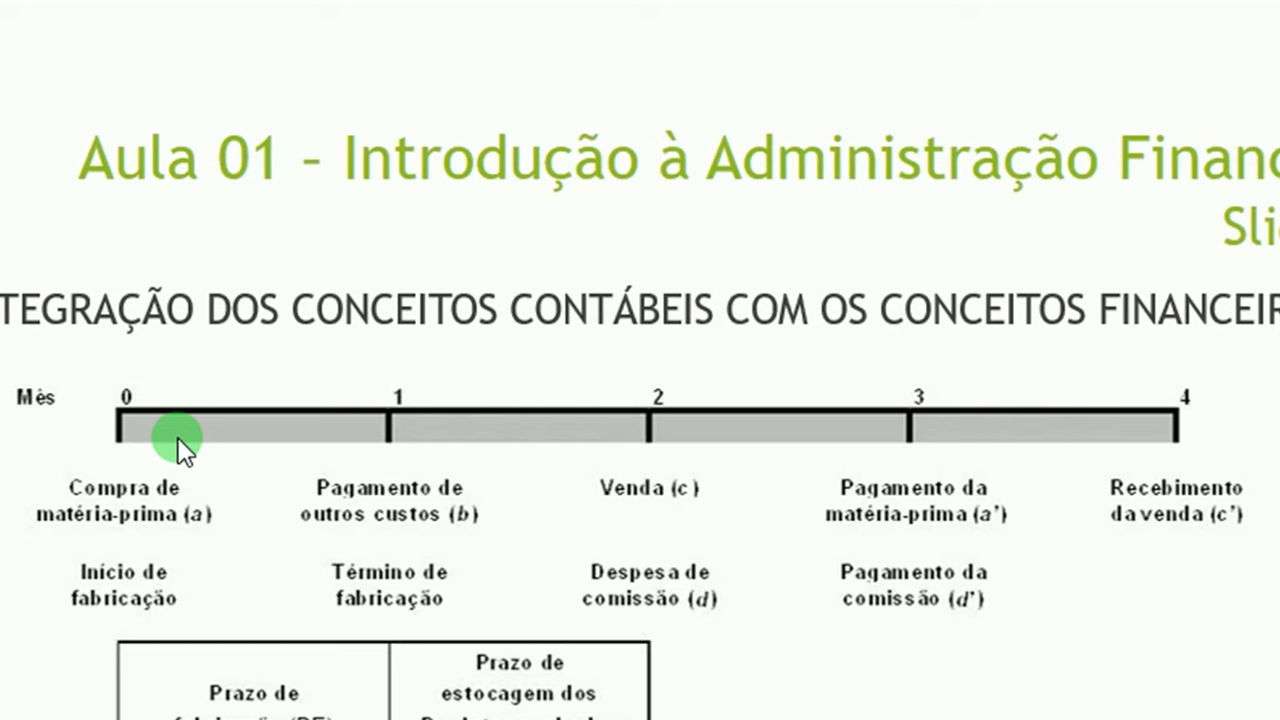 Aula 01 – Introdução à Administração Financ
Sli
TEGRAÇÃO DOS CONCEITOS CONTÁBEIS COM OS CONCEITOS FINANCEIR
Mês 0 1 2 3 4
Compra de matéria-prima (a)
Pagamento de outros custos (b)
Venda (c)
Pagamento da matéria-prima (a')
Recebimento da venda (c')
Início de fabricação
Término de fabricação
Despesa de comissão (d)
Pagamento da comissão (d')
Prazo de
Prazo de
estocagem dos